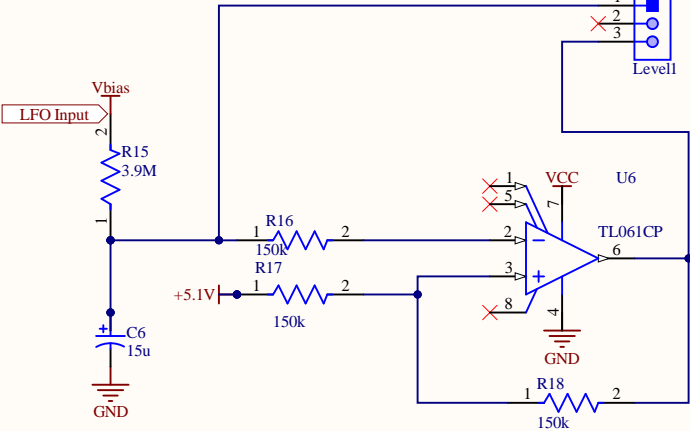 2
3
Level1
Vbias
LFO Input
2
R15
3.9M
1
1
5
VCC
7
U6
TL061CP
R16
1
2
150k
2
6
R17
+5.1V
1
2
150k
3
8
4
GND
C6
15u
GND
R18
1
2
150k